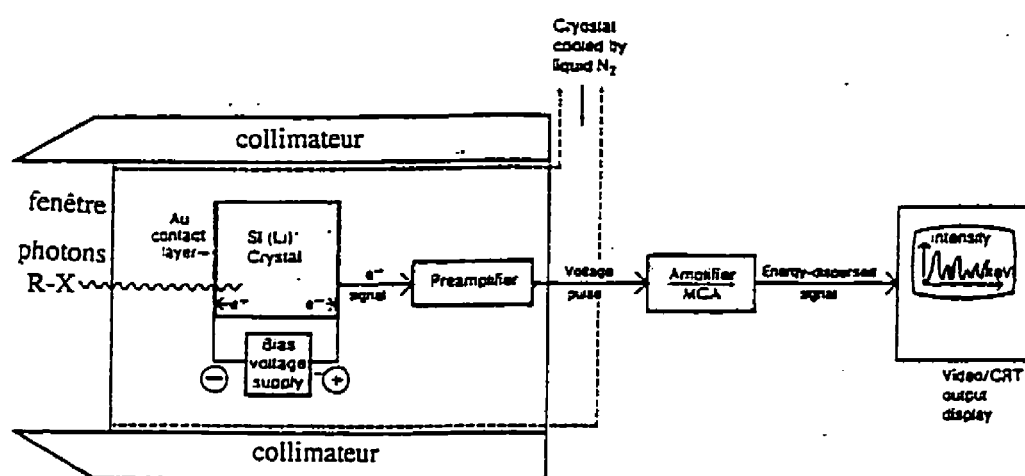 Cryostat
cooled by
liquid N₂
collimateur
fenêtre
photons
R-X
Au
contact
layer
Si (Li)
Crystal
e⁻
e⁻
Bias
voltage
supply
−
+
e⁻
signal
Preamplifier
Voltage
pulse
Amplifier
MCA
Energy-dispersed
signal
intensity
keV
Video/CRT
output
display
collimateur